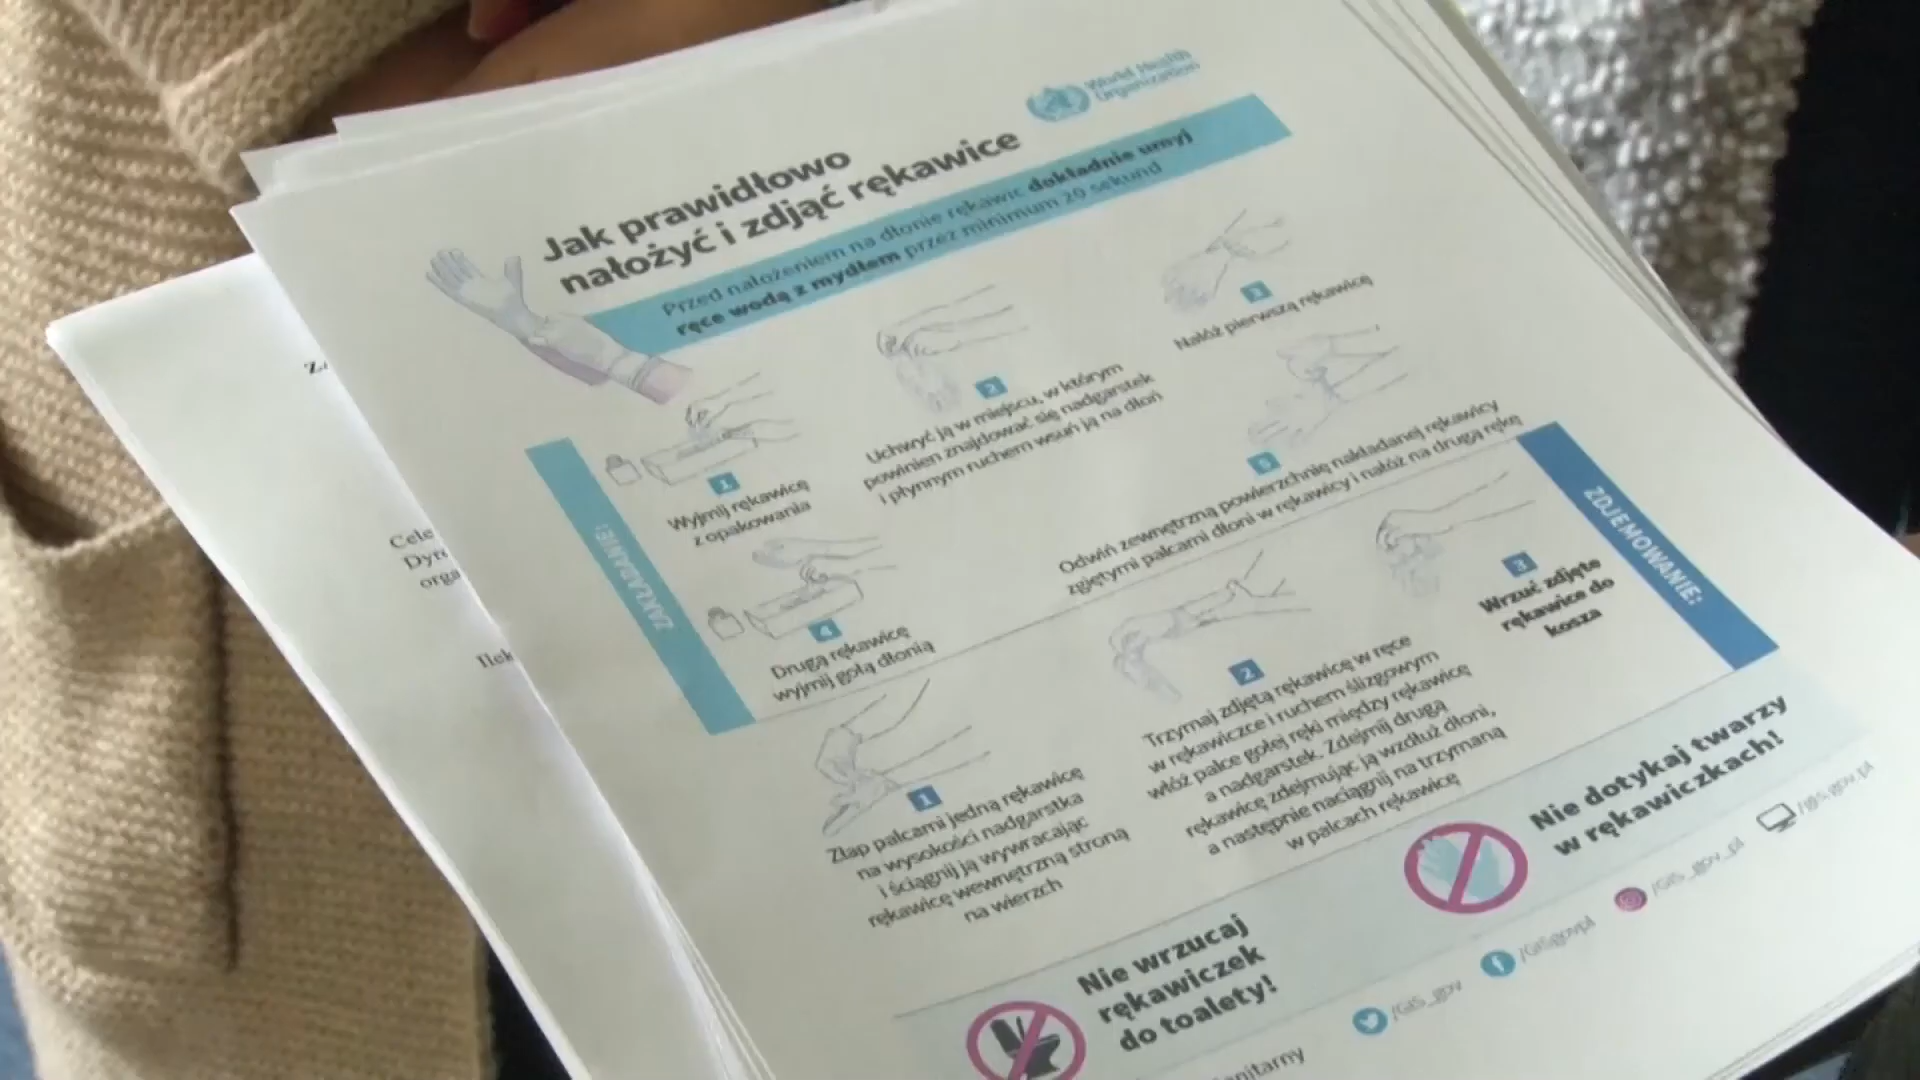 World Health
Organization
Jak prawidłowo
nałożyć i zdjąć rękawice
Przed nałożeniem na dłonie rękawic dokładnie umyj
ręce wodą z mydłem przez minimum 20 sekund
ZAKŁADANIE:
1
Wyjmij rękawicę
z opakowania
2
Uchwyć ją w miejscu, w którym
powinien znajdować się nadgarstek
i płynnym ruchem wsuń ją na dłoń
3
Nałóż pierwszą rękawicę
4
Drugą rękawicę
wyjmij gołą dłonią
5
Odwiń zewnętrzną powierzchnię nakładanej rękawicy
zgiętymi palcami dłoni w rękawicy i nałóż na drugą rękę
ZDJEMOWANIE:
1
Złap palcami jedną rękawicę
na wysokości nadgarstka
i ściągnij ją wywracając
rękawicę wewnętrzną stroną
na wierzch
2
Trzymaj zdjętą rękawicę w ręce
w rękawiczce i ruchem ślizgowym
włóż palce gołej ręki między rękawicę
a nadgarstek. Zdejmij drugą
rękawicę zdejmując ją wzdłuż dłoni,
a następnie naciągnij na trzymaną
w palcach rękawicę
3
Wrzuć zdjęte
rękawice do
kosza
Nie dotykaj twarzy
w rękawiczkach!
Nie wrzucaj
rękawiczek
do toalety!
/GIS_gov
/GISgovpl
/GIS_gov_pl
/gis.gov.pl
Cele
Dyre
orga